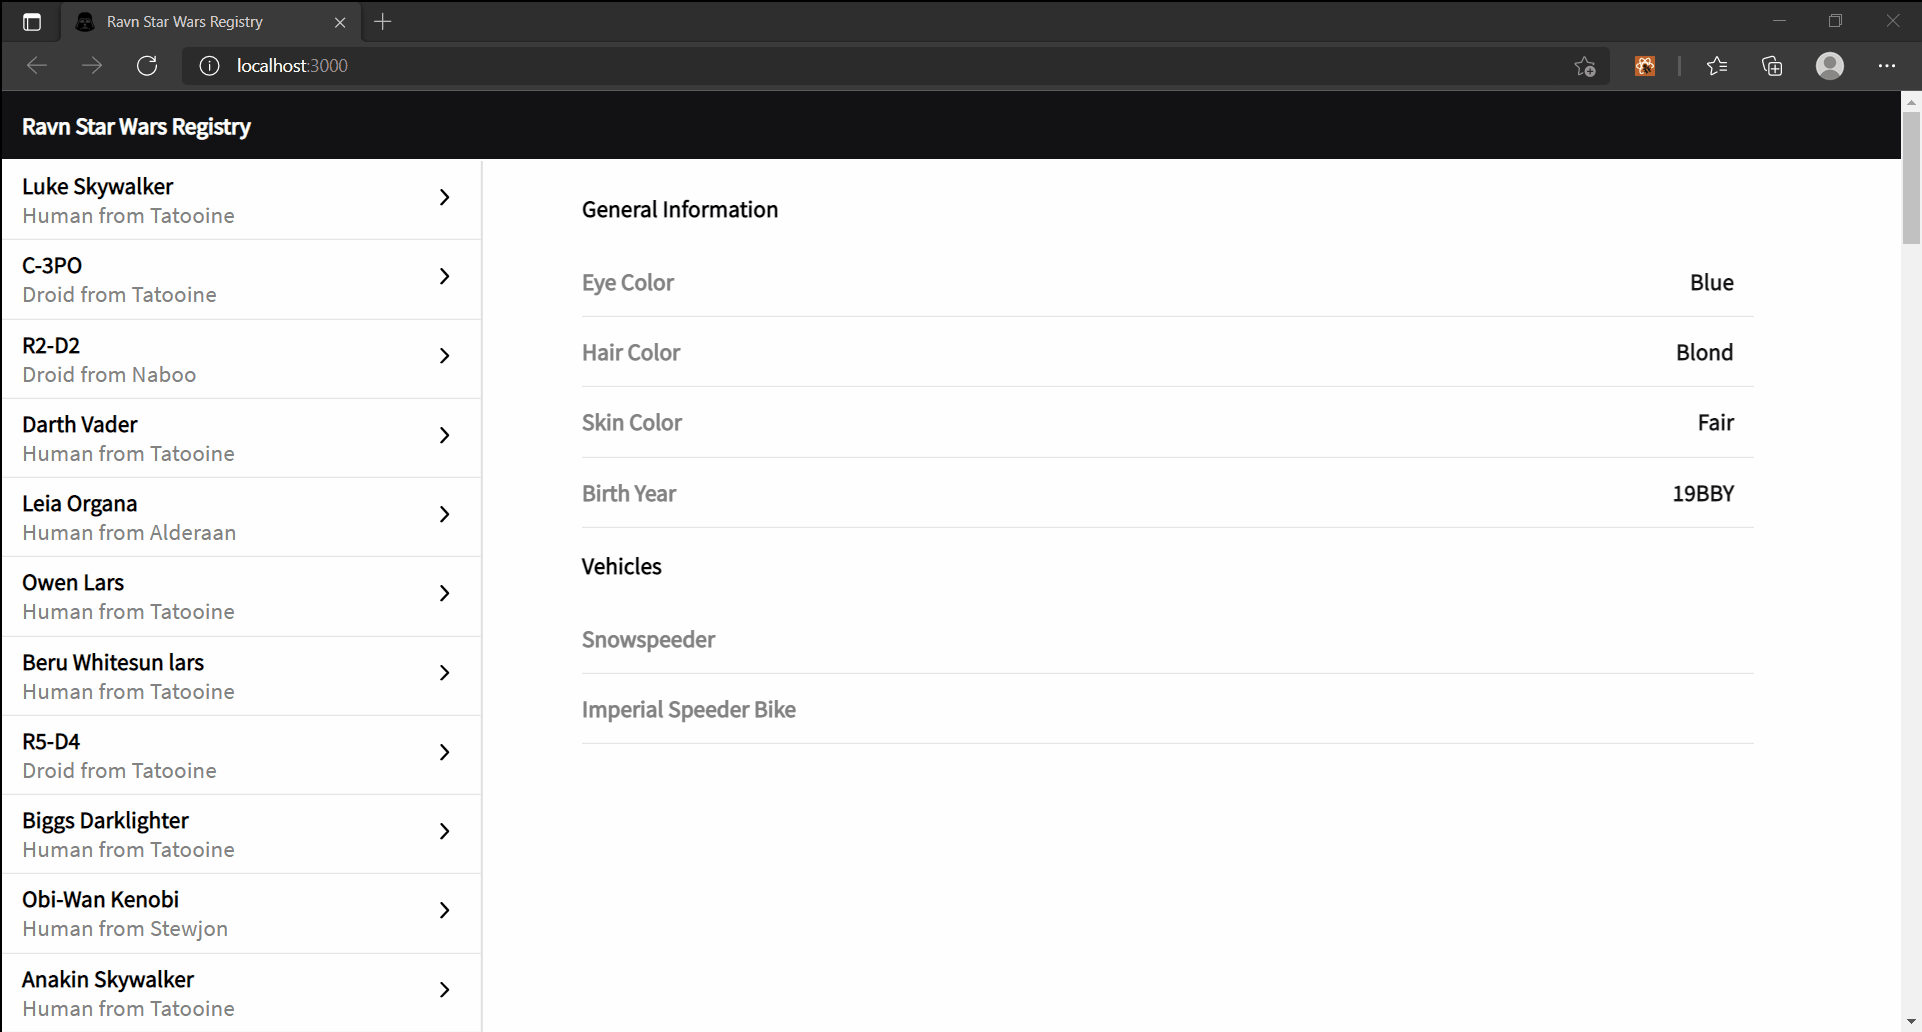 Ravn Star Wars Registry
localhost:3000
Ravn Star Wars Registry
Luke Skywalker
Human from Tatooine
C-3PO
Droid from Tatooine
R2-D2
Droid from Naboo
Darth Vader
Human from Tatooine
Leia Organa
Human from Alderaan
Owen Lars
Human from Tatooine
Beru Whitesun lars
Human from Tatooine
R5-D4
Droid from Tatooine
Biggs Darklighter
Human from Tatooine
Obi-Wan Kenobi
Human from Stewjon
Anakin Skywalker
Human from Tatooine
General Information
Eye Color Blue
Hair Color Blond
Skin Color Fair
Birth Year 19BBY
Vehicles
Snowspeeder
Imperial Speeder Bike